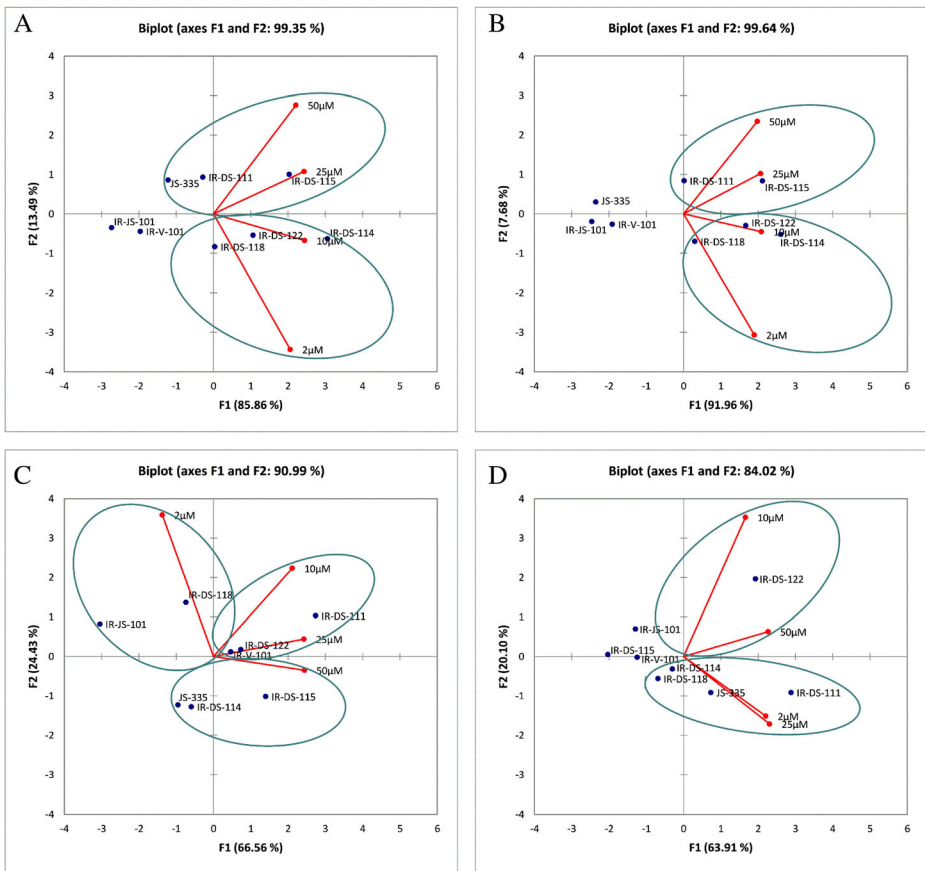 A
Biplot (axes F1 and F2: 99.35 %)
4
3
50µM
2
1
25µM
JS-335
IR-DS-111
IR-DS-115
0
IR-JS-101
IR-V-101
IR-DS-122
IR-DS-114
10µM
IR-DS-118
-1
-2
-3
2µM
-4
F2 (13.49 %)
-4 -3 -2 -1 0 1 2 3 4 5 6
F1 (85.86 %)
B
Biplot (axes F1 and F2: 99.64 %)
4
3
50µM
2
1
25µM
IR-DS-111
IR-DS-115
JS-335
0
IR-JS-101
IR-V-101
IR-DS-122
10µM
IR-DS-114
IR-DS-118
-1
-2
-3
2µM
-4
F2 (7.68 %)
-4 -3 -2 -1 0 1 2 3 4 5 6
F1 (91.96 %)
C
Biplot (axes F1 and F2: 90.99 %)
4
2µM
3
10µM
2
IR-DS-118
1
IR-DS-111
IR-JS-101
25µM
IR-DS-122
IR-V-101
0
50µM
-1
JS-335
IR-DS-115
IR-DS-114
-2
-3
-4
F2 (24.43 %)
-4 -3 -2 -1 0 1 2 3 4 5 6
F1 (66.56 %)
D
Biplot (axes F1 and F2: 84.02 %)
4
10µM
3
2
IR-DS-122
1
IR-JS-101
50µM
IR-DS-115
0
IR-V-101
IR-DS-114
IR-DS-118
-1
JS-335
IR-DS-111
2µM
25µM
-2
-3
-4
F2 (20.10 %)
-4 -3 -2 -1 0 1 2 3 4 5 6
F1 (63.91 %)